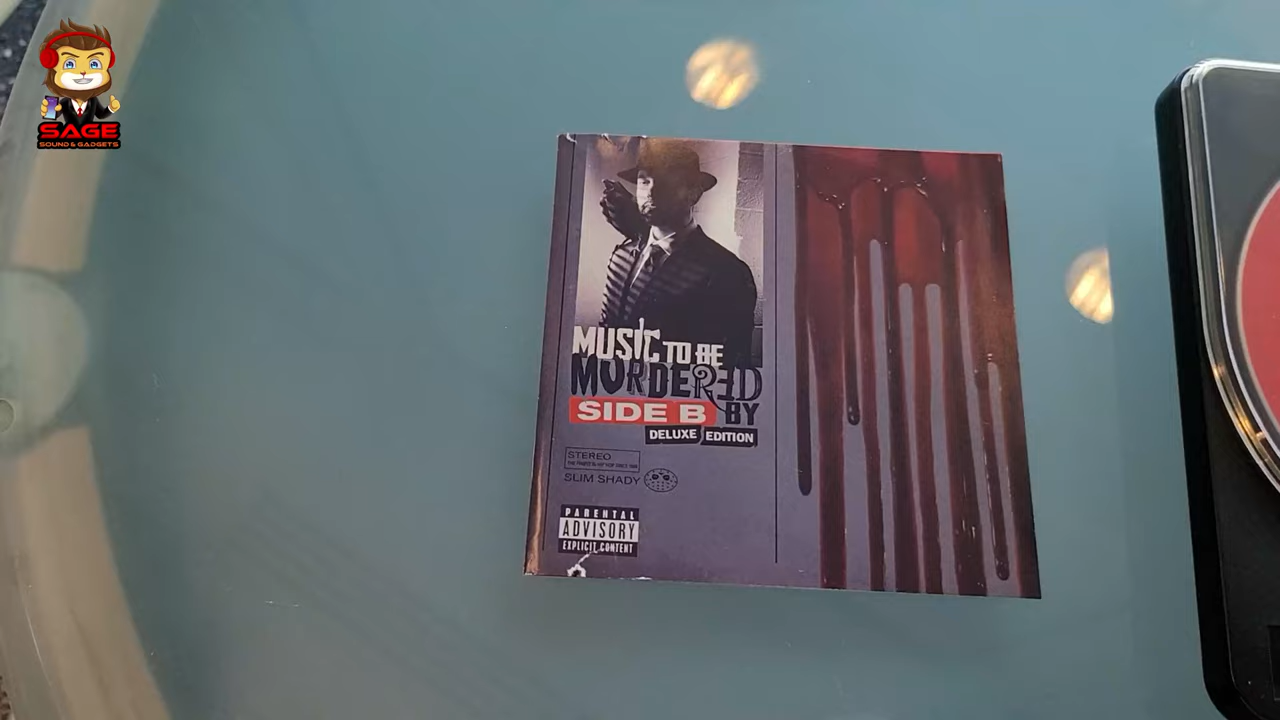 SAGE
SOUND & GADGETS
MUSIC TO BE
MURDERED
SIDE B BY
DELUXE EDITION
STEREO
SLIM SHADY
PARENTAL
ADVISORY
EXPLICIT CONTENT